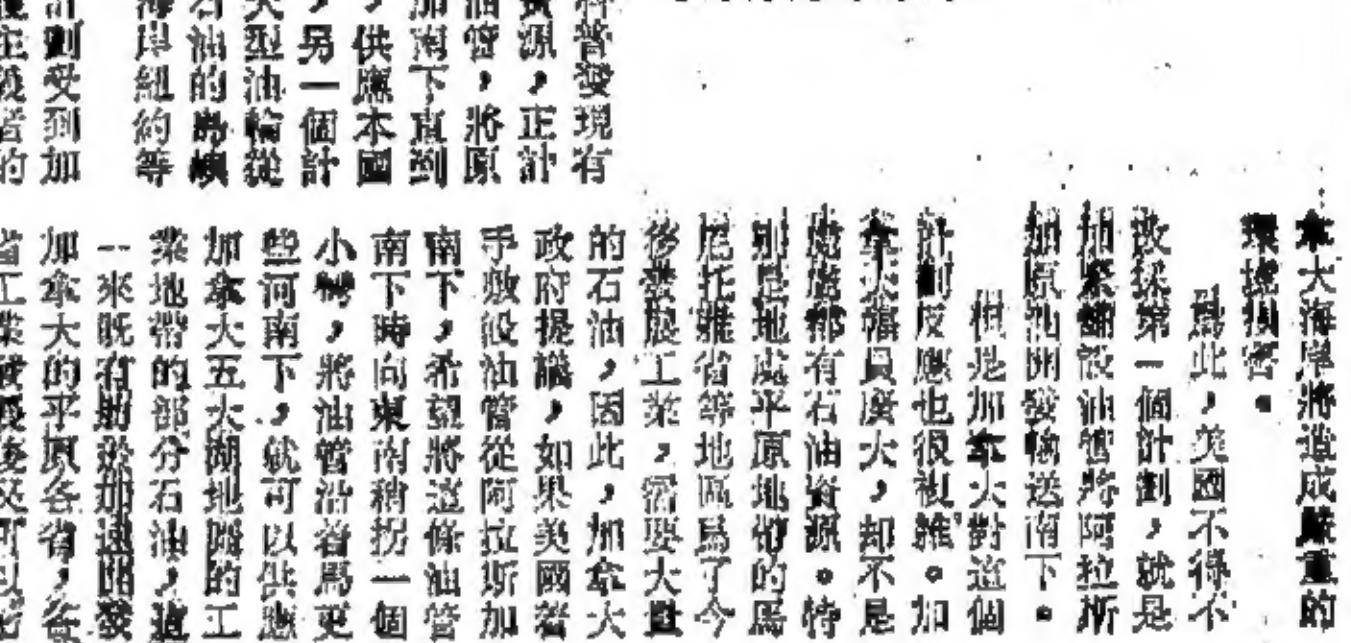 發現有
資源，正計
油管，將原
加南下直到
，供應本國
，另一個計
大型油輪從
石油的島嶼
海岸紐約等
計劃受到加
主義者的
拿大海岸將造成嚴重的
環境損害。
爲此，美國不得不
改採第一個計劃，就是
加緊舖設油管將阿拉斯
加原油開發輸送南下。
但是加拿大對這個
計劃反應也很複雜。加
拿大幅員廣大，却不是
處處都有石油資源。特
別是地處平原地帶的馬
尼托雅省等地區爲了今
後發展工業，需要大量
的石油，因此，加拿大
政府提議，如果美國着
手敷設油管從阿拉斯加
南下，希望將這條油管
南下時向東南稍拐一個
小彎，將油管沿着馬更
些河南下，就可以供應
加拿大五大湖地區的工
業地帶的部分石油，這
一來既有助於加速開發
加拿大的平原各省，各
省工業發展後又可以